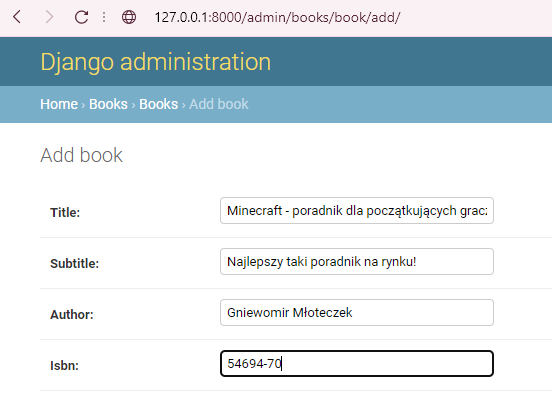 127.0.0.1:8000/admin/books/book/add/
Django administration
Home › Books › Books › Add book
Add book
Title: Minecraft - poradnik dla początkujących gracz
Subtitle: Najlepszy taki poradnik na rynku!
Author: Gniewomir Młoteczek
Isbn: 54694-70